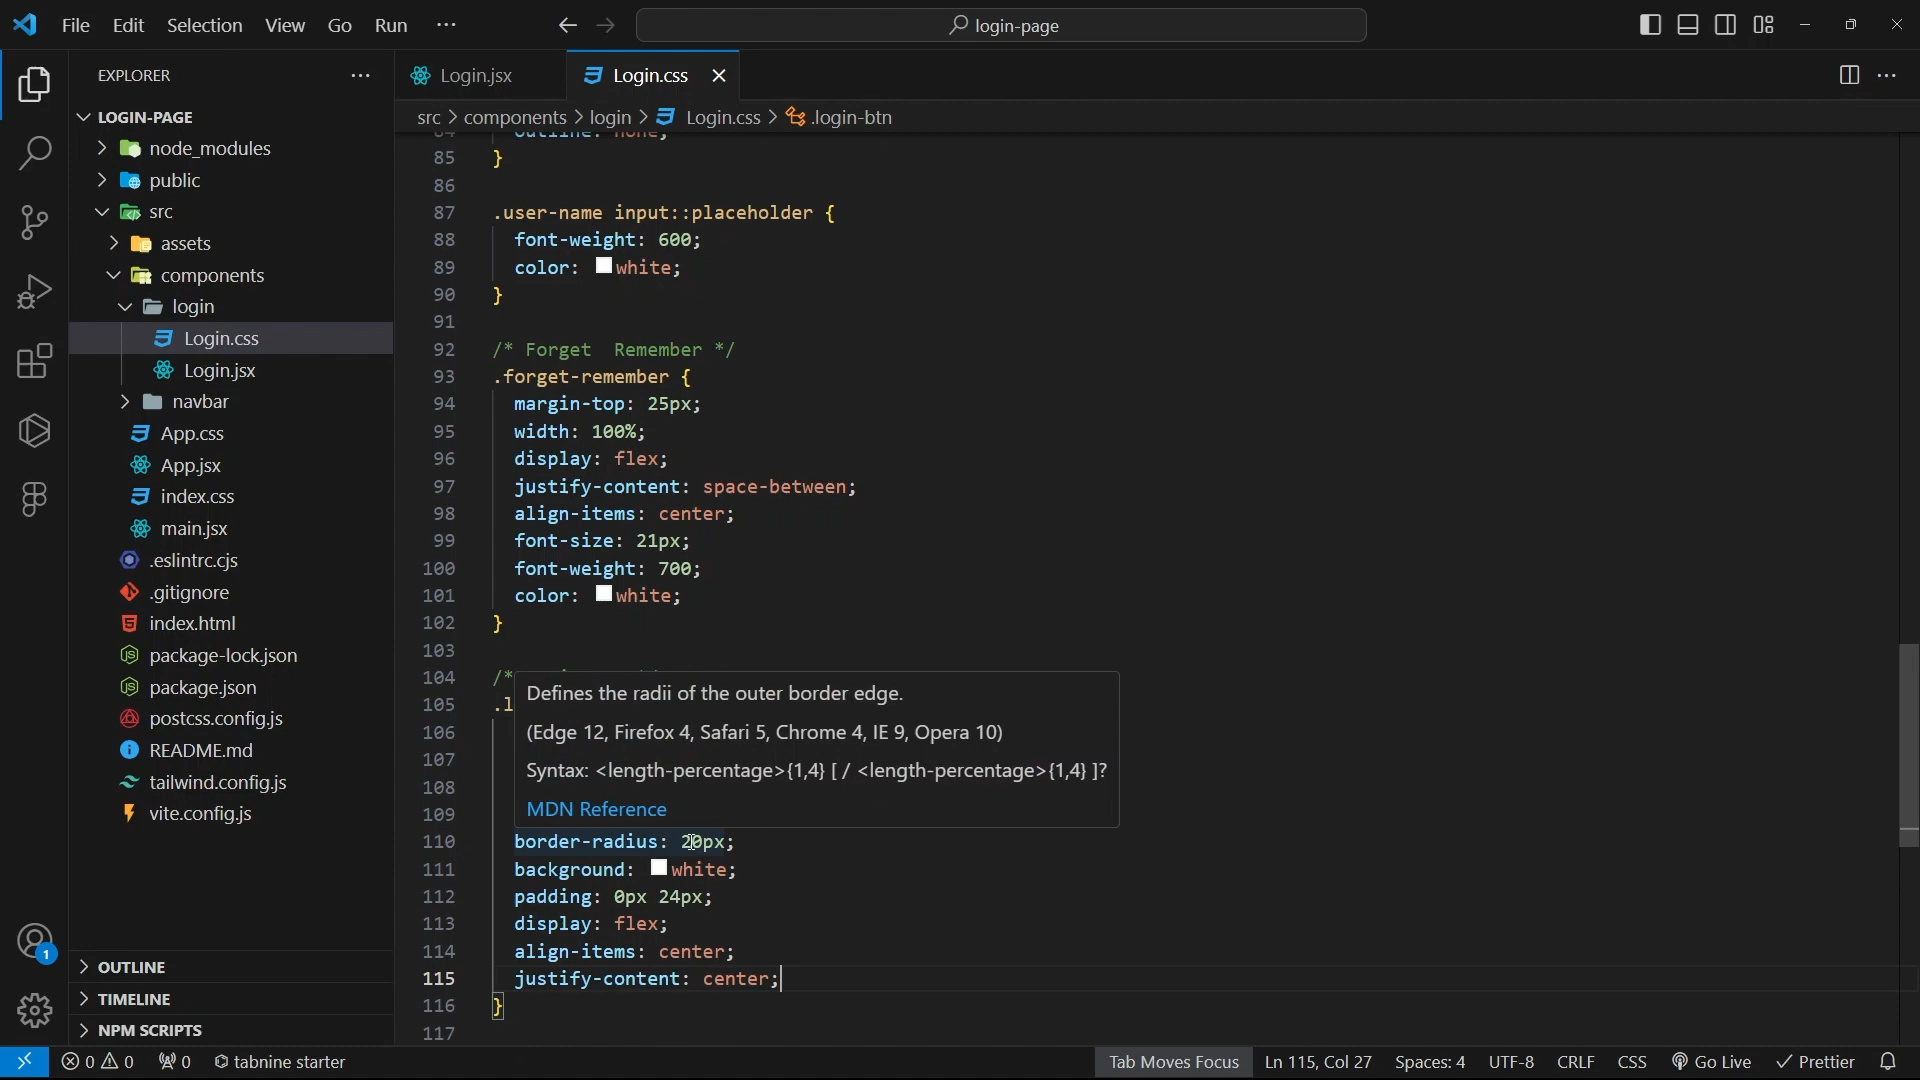 File Edit Selection View Go Run ··· login-page
EXPLORER ···
Login.jsx Login.css
src > components > login > Login.css > .login-btn
LOGIN-PAGE
node_modules
public
src
assets
components
login
Login.css
Login.jsx
navbar
App.css
App.jsx
index.css
main.jsx
.eslintrc.cjs
.gitignore
index.html
package-lock.json
package.json
postcss.config.js
README.md
tailwind.config.js
vite.config.js
OUTLINE
TIMELINE
NPM SCRIPTS
84 outline: none;
85 }
86
87 .user-name input::placeholder {
88 font-weight: 600;
89 color: white;
90 }
91
92 /* Forget  Remember */
93 .forget-remember {
94 margin-top: 25px;
95 width: 100%;
96 display: flex;
97 justify-content: space-between;
98 align-items: center;
99 font-size: 21px;
100 font-weight: 700;
101 color: white;
102 }
103
104 /*
105 .l
106
107
108
109
Defines the radii of the outer border edge.
(Edge 12, Firefox 4, Safari 5, Chrome 4, IE 9, Opera 10)
Syntax: <length-percentage>{1,4} [ / <length-percentage>{1,4} ]?
MDN Reference
110 border-radius: 20px;
111 background: white;
112 padding: 0px 24px;
113 display: flex;
114 align-items: center;
115 justify-content: center;
116 }
117
1
0 0 0 tabnine starter Tab Moves Focus Ln 115, Col 27 Spaces: 4 UTF-8 CRLF CSS Go Live Prettier